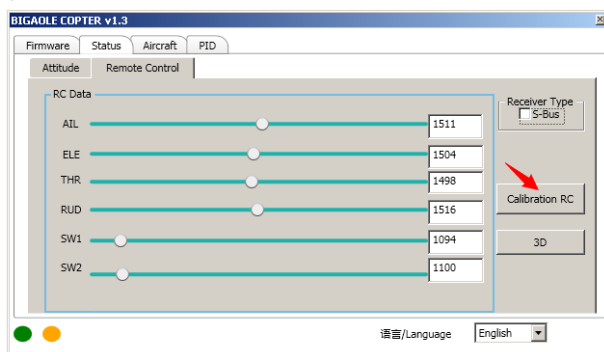 BIGAOLE COPTER v1.3
Firmware Status Aircraft PID
Attitude Remote Control
RC Data
Receiver Type
S-Bus
AIL 1511
ELE 1504
THR 1498
Calibration RC
RUD 1516
SW1 1094
3D
SW2 1100
语言/Language English